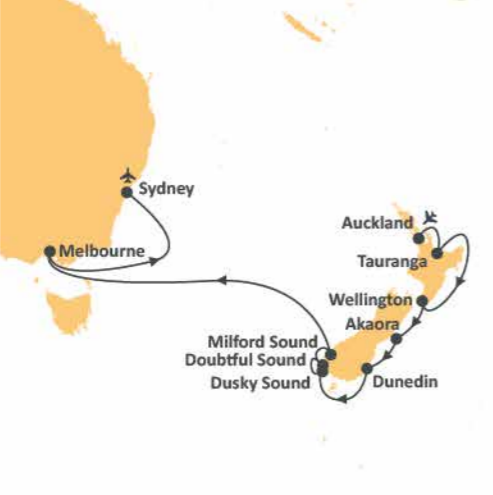 Sydney
Melbourne
Auckland
Tauranga
Wellington
Akaora
Milford Sound
Doubtful Sound
Dusky Sound
Dunedin